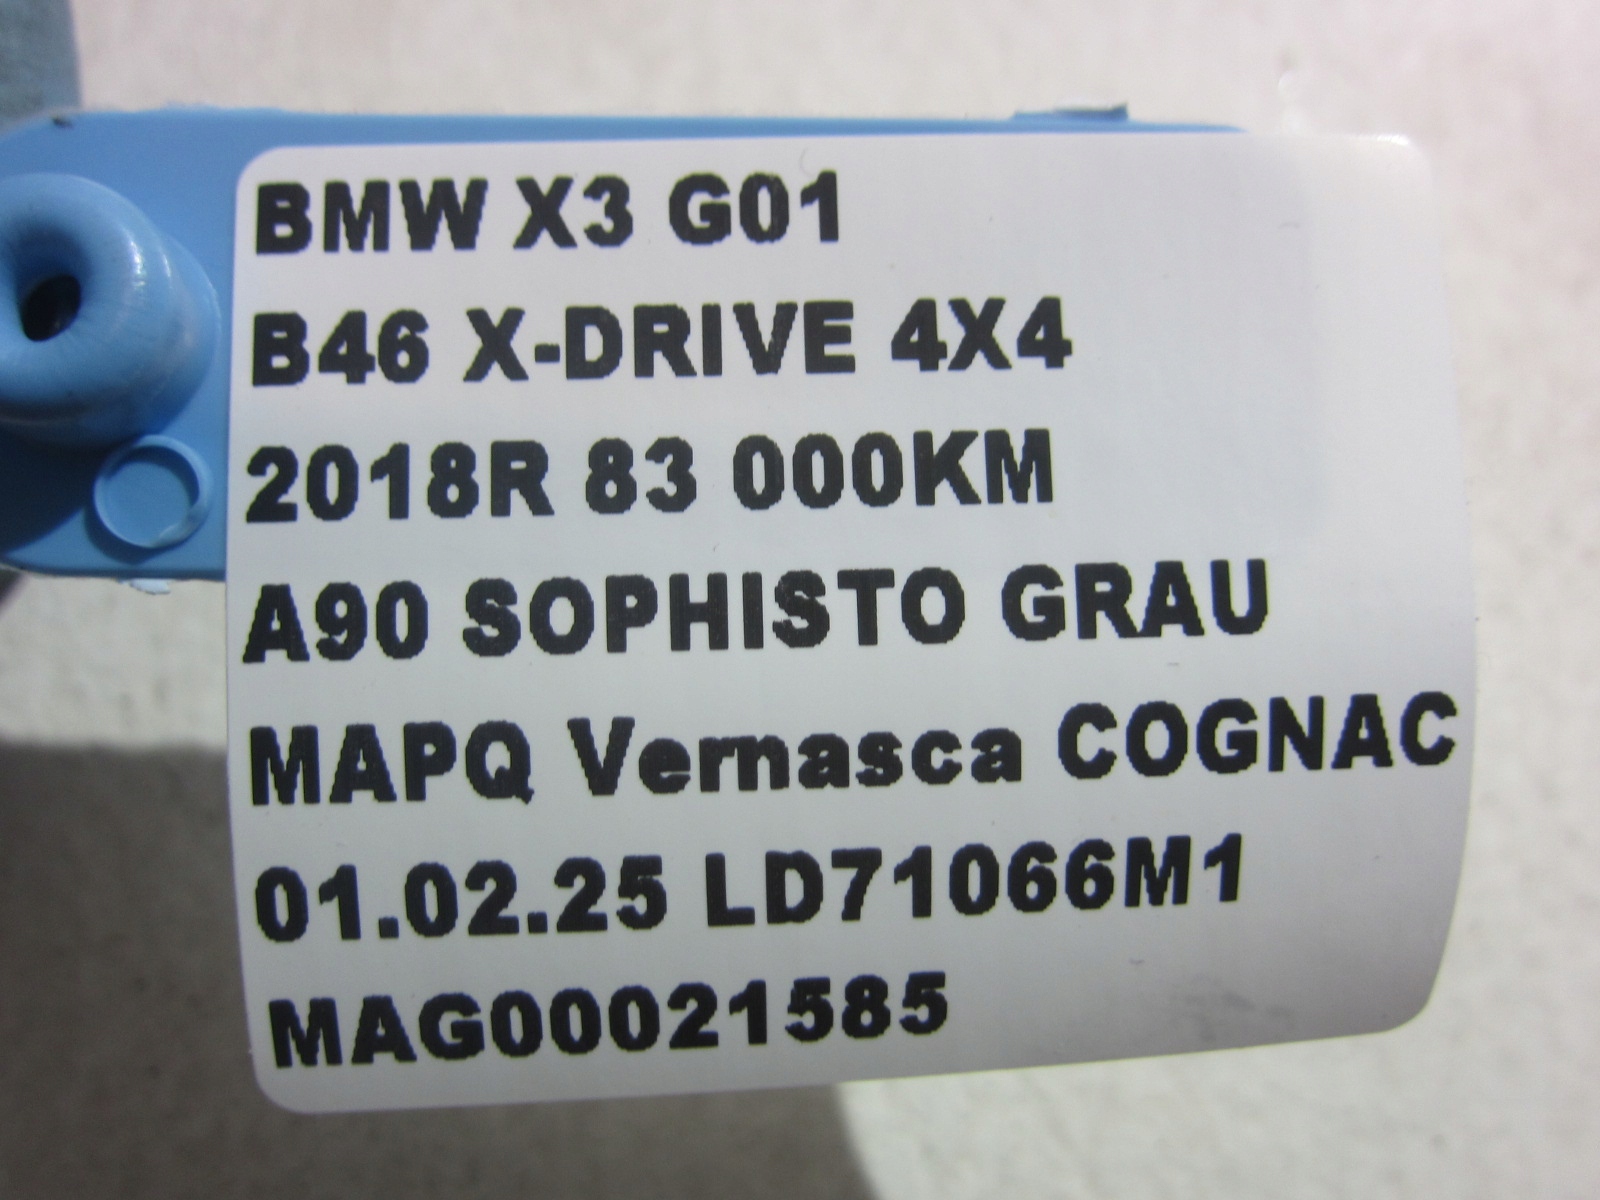 BMW X3 G01
B46 X-DRIVE 4X4
2018R 83 000KM
A90 SOPHISTO GRAU
MAPQ Vernasca COGNAC
01.02.25 LD71066M1
MAG00021585